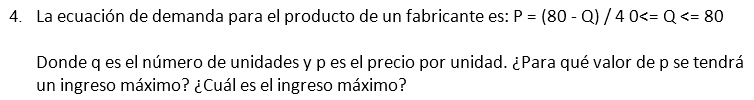 4. La ecuación de demanda para el producto de un fabricante es: P = (80 - Q) / 4 0<= Q <= 80
Donde q es el número de unidades y p es el precio por unidad. ¿Para qué valor de p se tendrá
un ingreso máximo? ¿Cuál es el ingreso máximo?